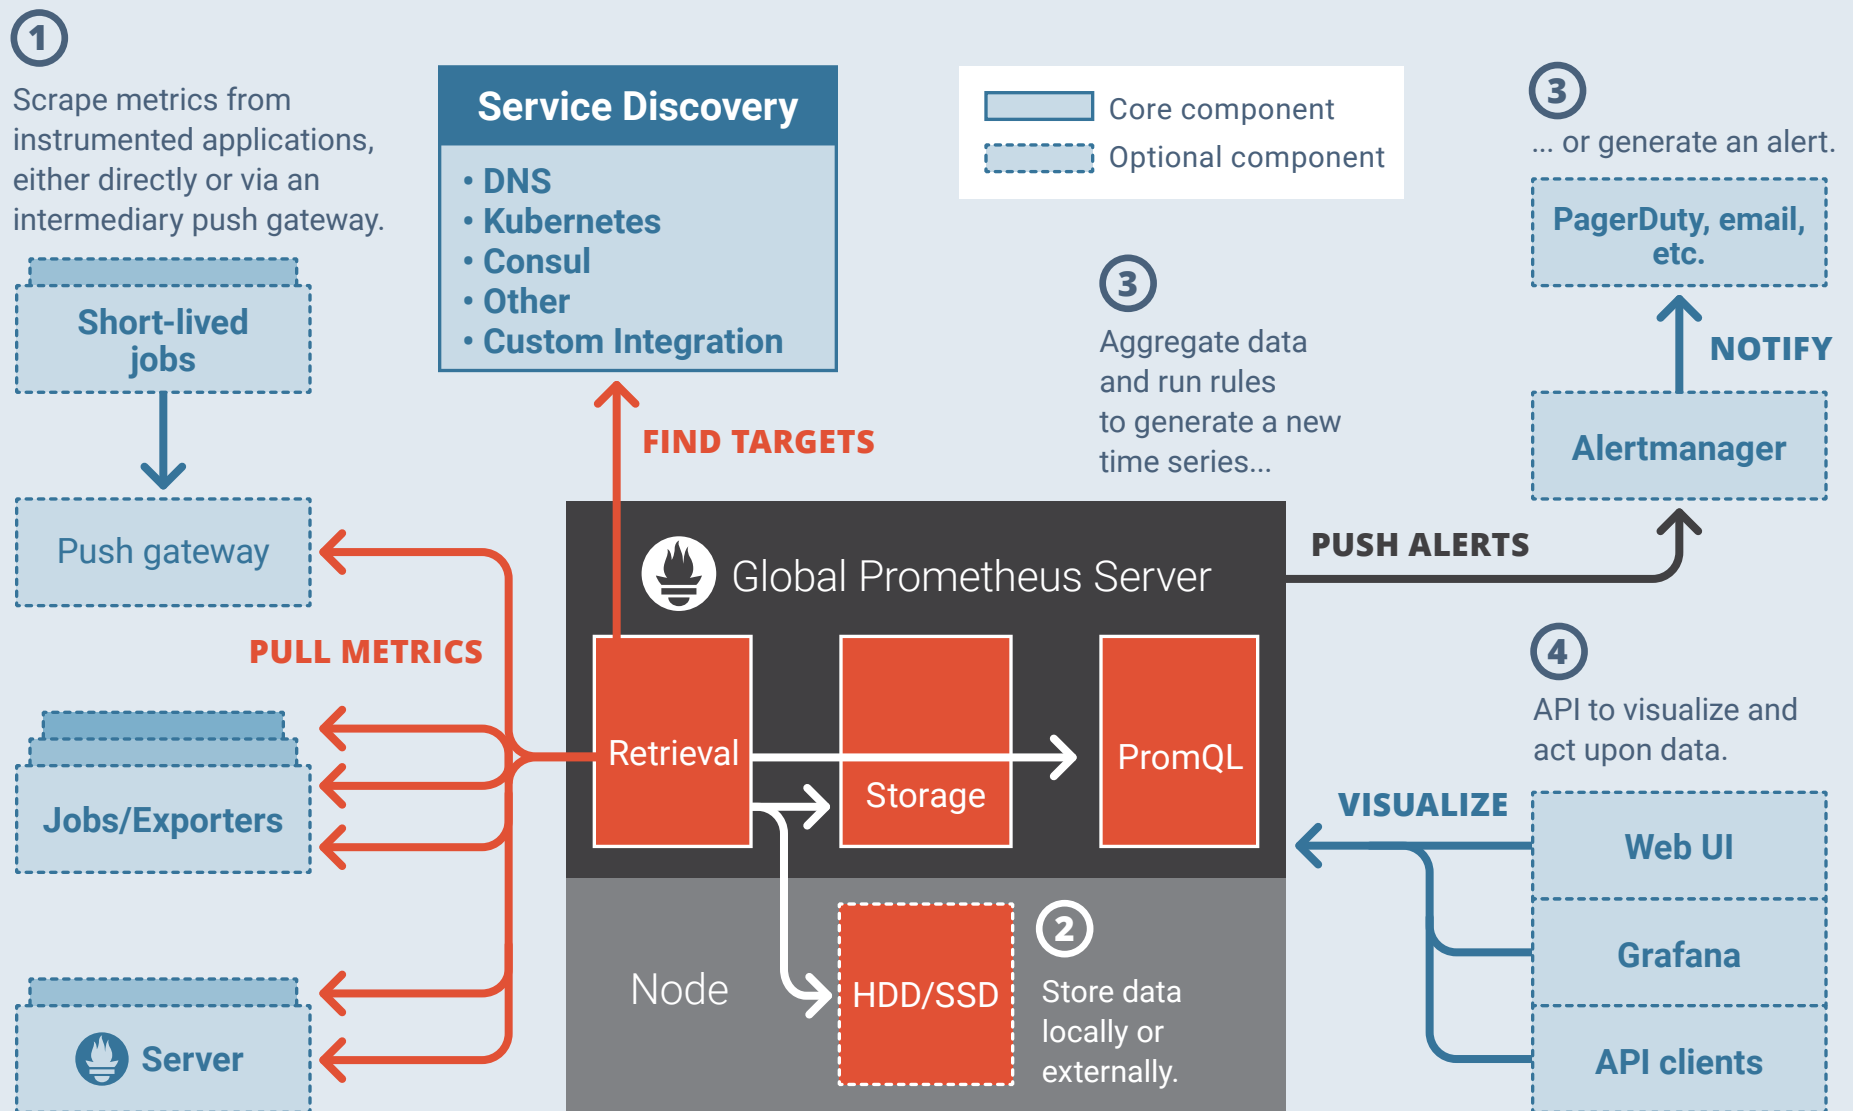 1
Scrape metrics from
instrumented applications,
either directly or via an
intermediary push gateway.
Short-lived
jobs
Push gateway
PULL METRICS
Jobs/Exporters
Server
Service Discovery
• DNS
• Kubernetes
• Consul
• Other
• Custom Integration
FIND TARGETS
Core component
Optional component
3
Aggregate data
and run rules
to generate a new
time series...
Global Prometheus Server
Retrieval
Storage
PromQL
Node
HDD/SSD
2
Store data
locally or
externally.
3
... or generate an alert.
PagerDuty, email,
etc.
NOTIFY
Alertmanager
PUSH ALERTS
4
API to visualize and
act upon data.
VISUALIZE
Web UI
Grafana
API clients